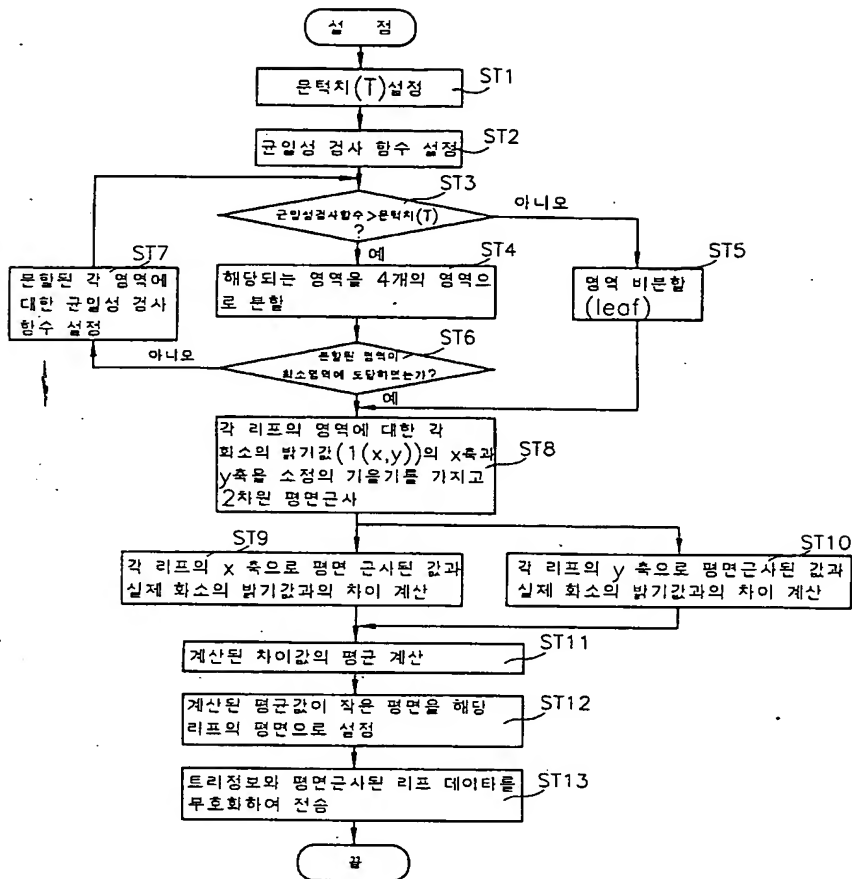 설 점
문턱치(T)설정
ST1
균일성 검사 함수 설정
ST2
ST3
균일성검사함수>문턱치(T)
?
아니오
예
ST4
해당되는 영역을 4개의 영역으
로 분할
ST5
영역 비분할
(leaf)
ST7
분할된 각 영역에
대한 균일성 검사
함수 설정
ST6
분할된 영역이
최소영역에 도달하였는가?
아니오
예
각 리프의 영역에 대한 각
화소의 밝기값(1(x,y))의 x축과
y축을 소정의 기울기를 가지고
2차원 평면근사
ST8
ST9
각 리프의 x 축으로 평면 근사된 값과
실제 화소의 밝기값과의 차이 계산
ST10
각 리프의 y 축으로 평면근사된 값과
실제 화소의 밝기값과의 차이 계산
계산된 차이값의 평균 계산
ST11
계산된 평균값이 작은 평면을 해당
리프의 평면으로 설정
ST12
트리정보와 평면근사된 리프 데이타를
부호화하여 전송
ST13
끝